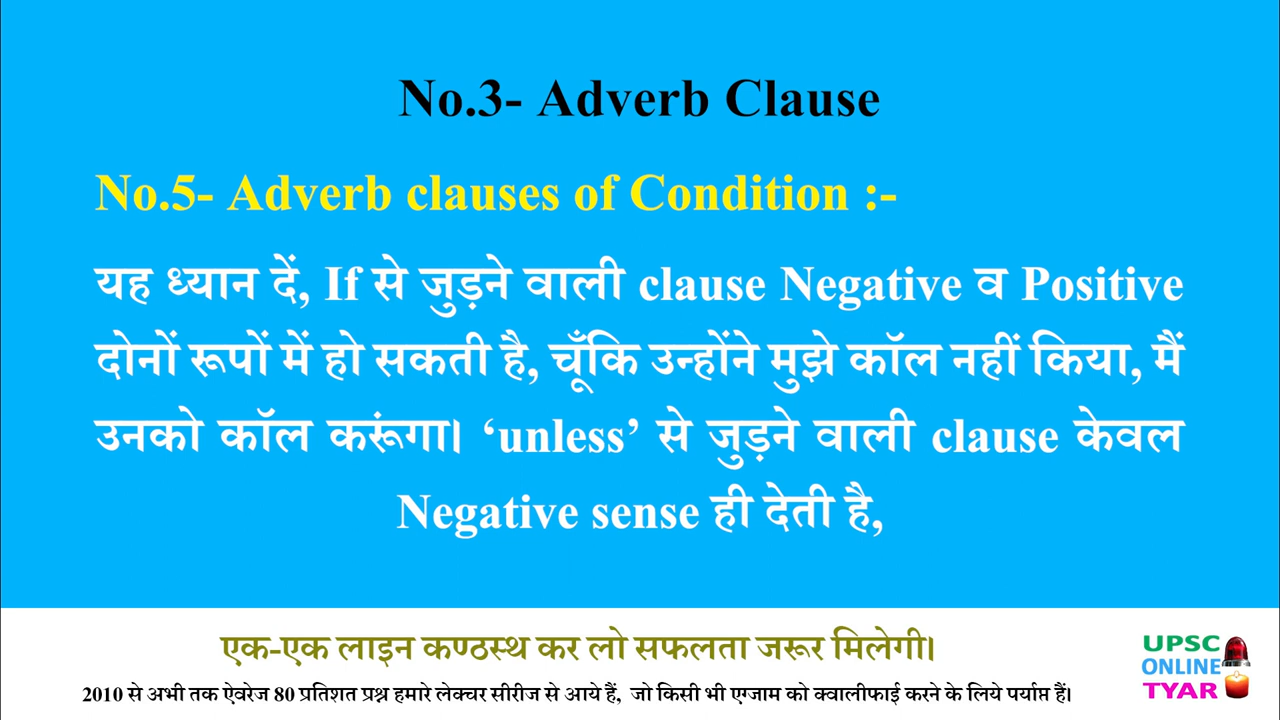 No.3- Adverb Clause
No.5- Adverb clauses of Condition :-
यह ध्यान दें, If से जुड़ने वाली clause Negative व Positive
दोनों रूपों में हो सकती है, चूँकि उन्होंने मुझे कॉल नहीं किया, मैं
उनको कॉल करूंगा। ‘unless’ से जुड़ने वाली clause केवल
Negative sense ही देती है,
एक-एक लाइन कण्ठस्थ कर लो सफलता जरूर मिलेगी।
2010 से अभी तक ऐवरेज 80 प्रतिशत प्रश्न हमारे लेक्चर सीरीज से आये हैं, जो किसी भी एग्जाम को क्वालीफाई करने के लिये पर्याप्त हैं।
UPSC
ONLINE
TYAR